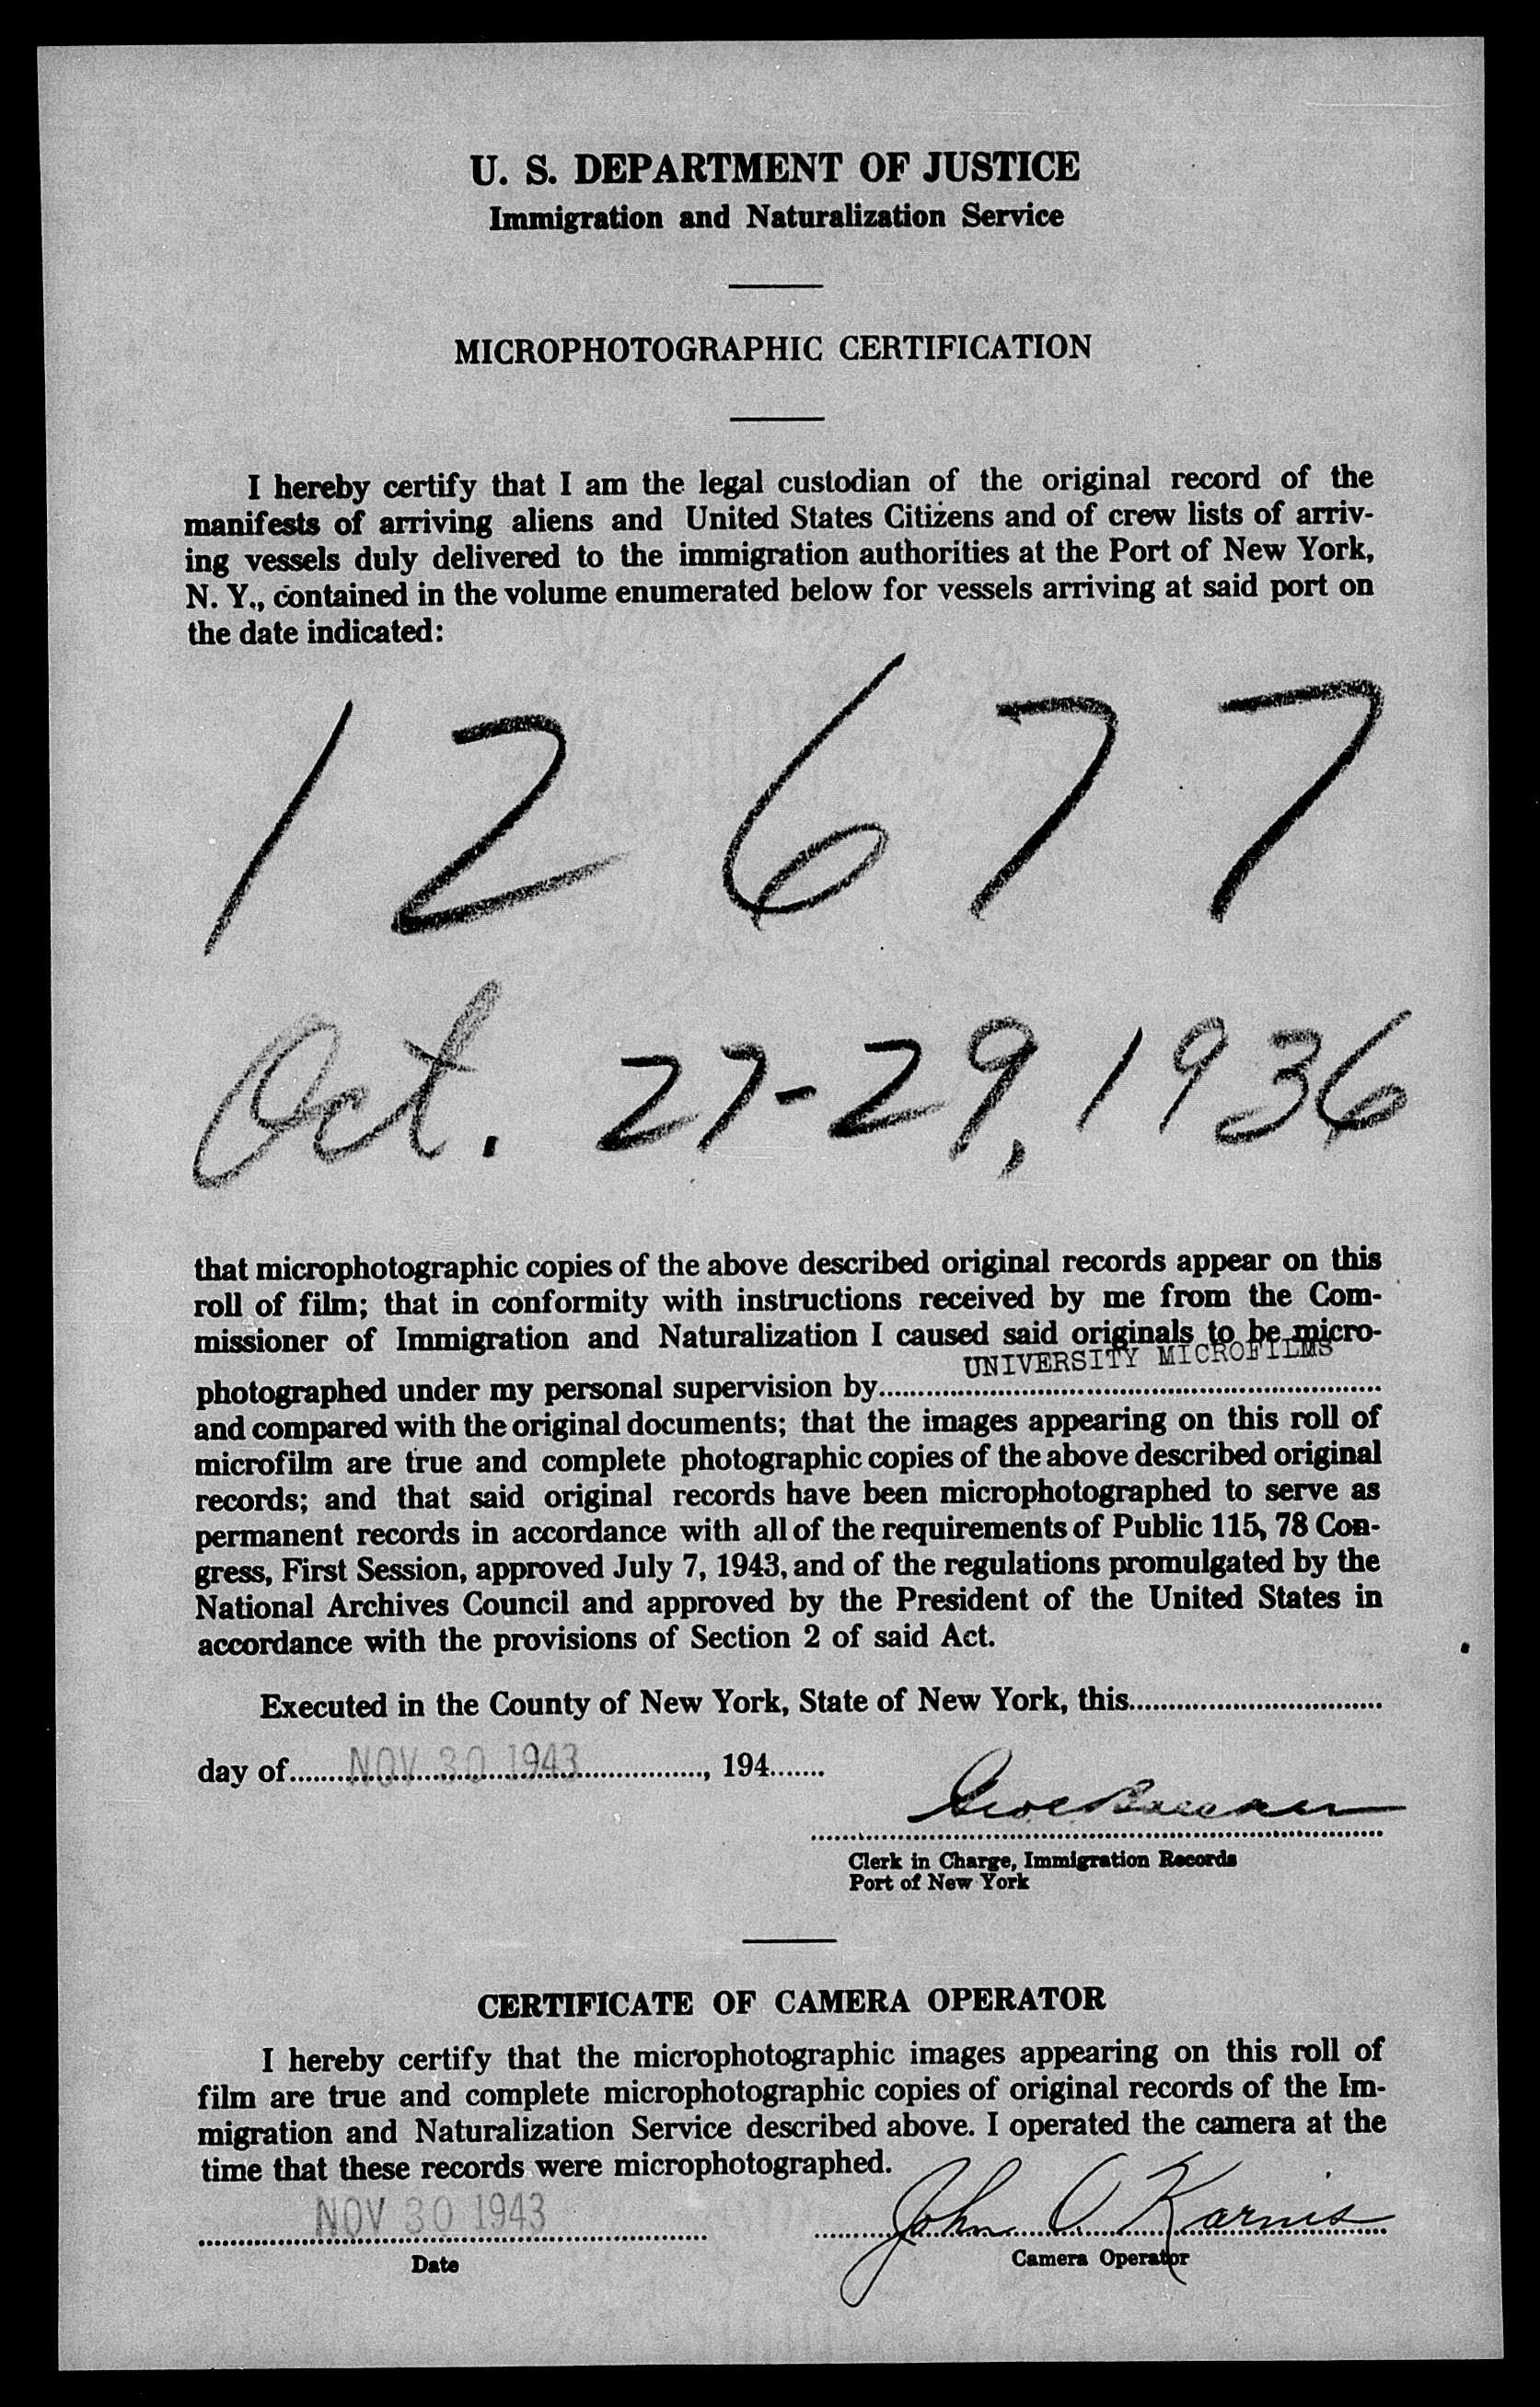 U. S. DEPARTMENT OF JUSTICE
Immigration and Naturalization Service
MICROPHOTOGRAPHIC CERTIFICATION
I hereby certify that I am the legal custodian of the original record of the
manifests of arriving aliens and United States Citizens and of crew lists of arriv-
ing vessels duly delivered to the immigration authorities at the Port of New York,
N. Y., contained in the volume enumerated below for vessels arriving at said port on
the date indicated:
12677
Oct. 27-29, 1936
that microphotographic copies of the above described original records appear on this
roll of film; that in conformity with instructions received by me from the Com-
missioner of Immigration and Naturalization I caused said originals to be micro-
UNIVERSITY MICROFILMS
photographed under my personal supervision by
and compared with the original documents; that the images appearing on this roll of
microfilm are true and complete photographic copies of the above described original
records; and that said original records have been microphotographed to serve as
permanent records in accordance with all of the requirements of Public 115, 78 Con-
gress, First Session, approved July 7, 1943, and of the regulations promulgated by the
National Archives Council and approved by the President of the United States in
accordance with the provisions of Section 2 of said Act.
Executed in the County of New York, State of New York, this
day of NOV 30 1943, 194
Clerk in Charge, Immigration Records
Port of New York
CERTIFICATE OF CAMERA OPERATOR
I hereby certify that the microphotographic images appearing on this roll of
film are true and complete microphotographic copies of original records of the Im-
migration and Naturalization Service described above. I operated the camera at the
time that these records were microphotographed.
NOV 30 1943 John O Karnis
Date Camera Operator